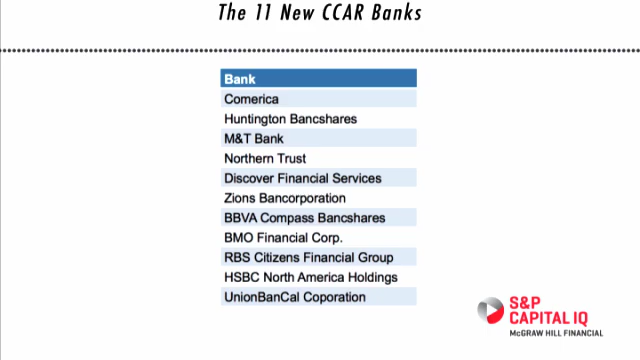 The 11 New CCAR Banks
Bank
Comerica
Huntington Bancshares
M&T Bank
Northern Trust
Discover Financial Services
Zions Bancorporation
BBVA Compass Bancshares
BMO Financial Corp.
RBS Citizens Financial Group
HSBC North America Holdings
UnionBanCal Coporation
S&P
CAPITAL IQ
McGRAW HILL FINANCIAL